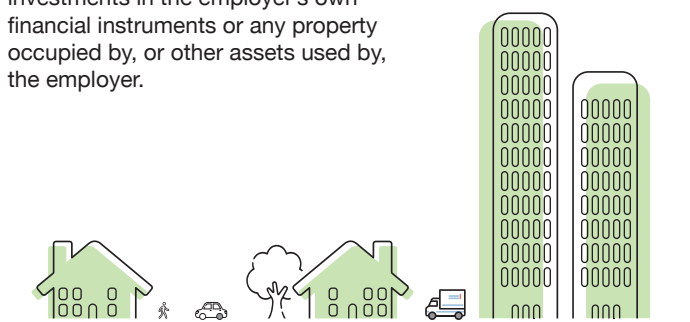 investments in the employer's own
financial instruments or any property
occupied by, or other assets used by,
the employer.